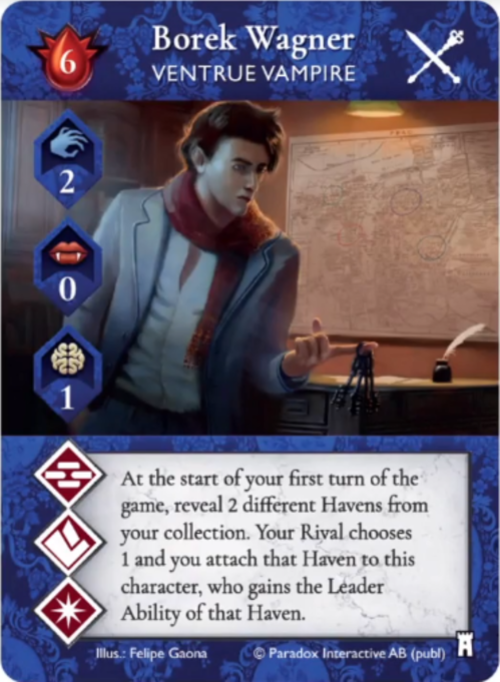 6
Borek Wagner
VENTRUE VAMPIRE
2
0
1
At the start of your first turn of the
game, reveal 2 different Havens from
your collection. Your Rival chooses
1 and you attach that Haven to this
character, who gains the Leader
Ability of that Haven.
Illus.: Felipe Gaona © Paradox Interactive AB (publ)